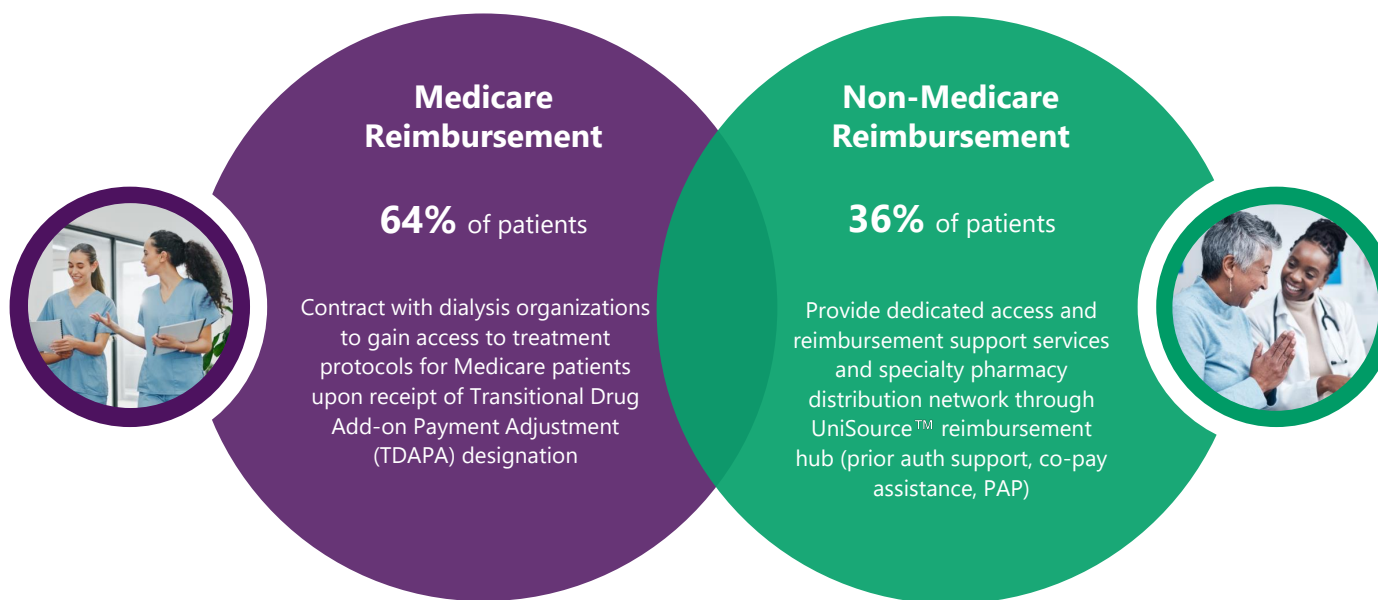 Medicare
Reimbursement
64% of patients
Contract with dialysis organizations
to gain access to treatment
protocols for Medicare patients
upon receipt of Transitional Drug
Add-on Payment Adjustment
(TDAPA) designation
Non-Medicare
Reimbursement
36% of patients
Provide dedicated access and
reimbursement support services
and specialty pharmacy
distribution network through
UniSource™ reimbursement
hub (prior auth support, co-pay
assistance, PAP)